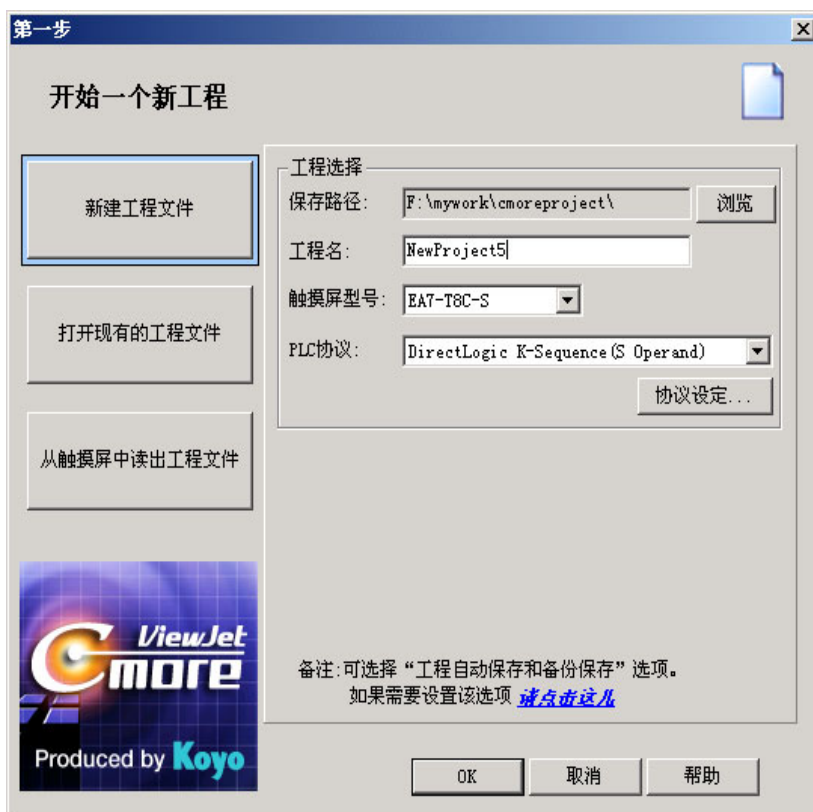 第一步
开始一个新工程
新建工程文件
打开现有的工程文件
从触摸屏中读出工程文件
工程选择
保存路径: F:\mywork\cmoreproject\ 浏览
工程名: NewProject5
触摸屏型号: EA7-T8C-S
PLC协议: DirectLogic K-Sequence(S Operand)
协议设定...
备注:可选择“工程自动保存和备份保存”选项。
如果需要设置该选项 请点击这儿
ViewJet
Cmore
Produced by Koyo
OK 取消 帮助